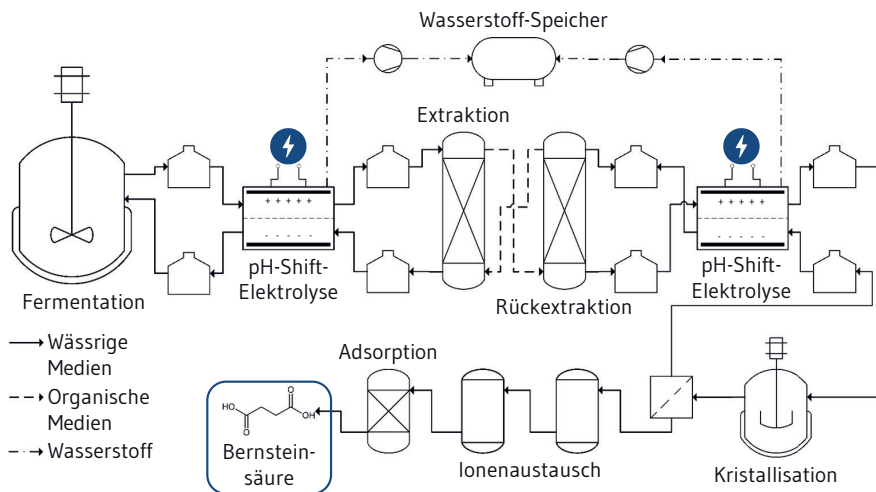 Wasserstoff-Speicher
Extraktion
+ + + + +
- - - - -
+ + + + +
- - - - -
Fermentation
pH-Shift-
Elektrolyse
Rückextraktion
pH-Shift-
Elektrolyse
Wässrige
Medien
Organische
Medien
Wasserstoff
Adsorption
HO
O
O
OH
Bernstein-
säure
Ionenaustausch
Kristallisation